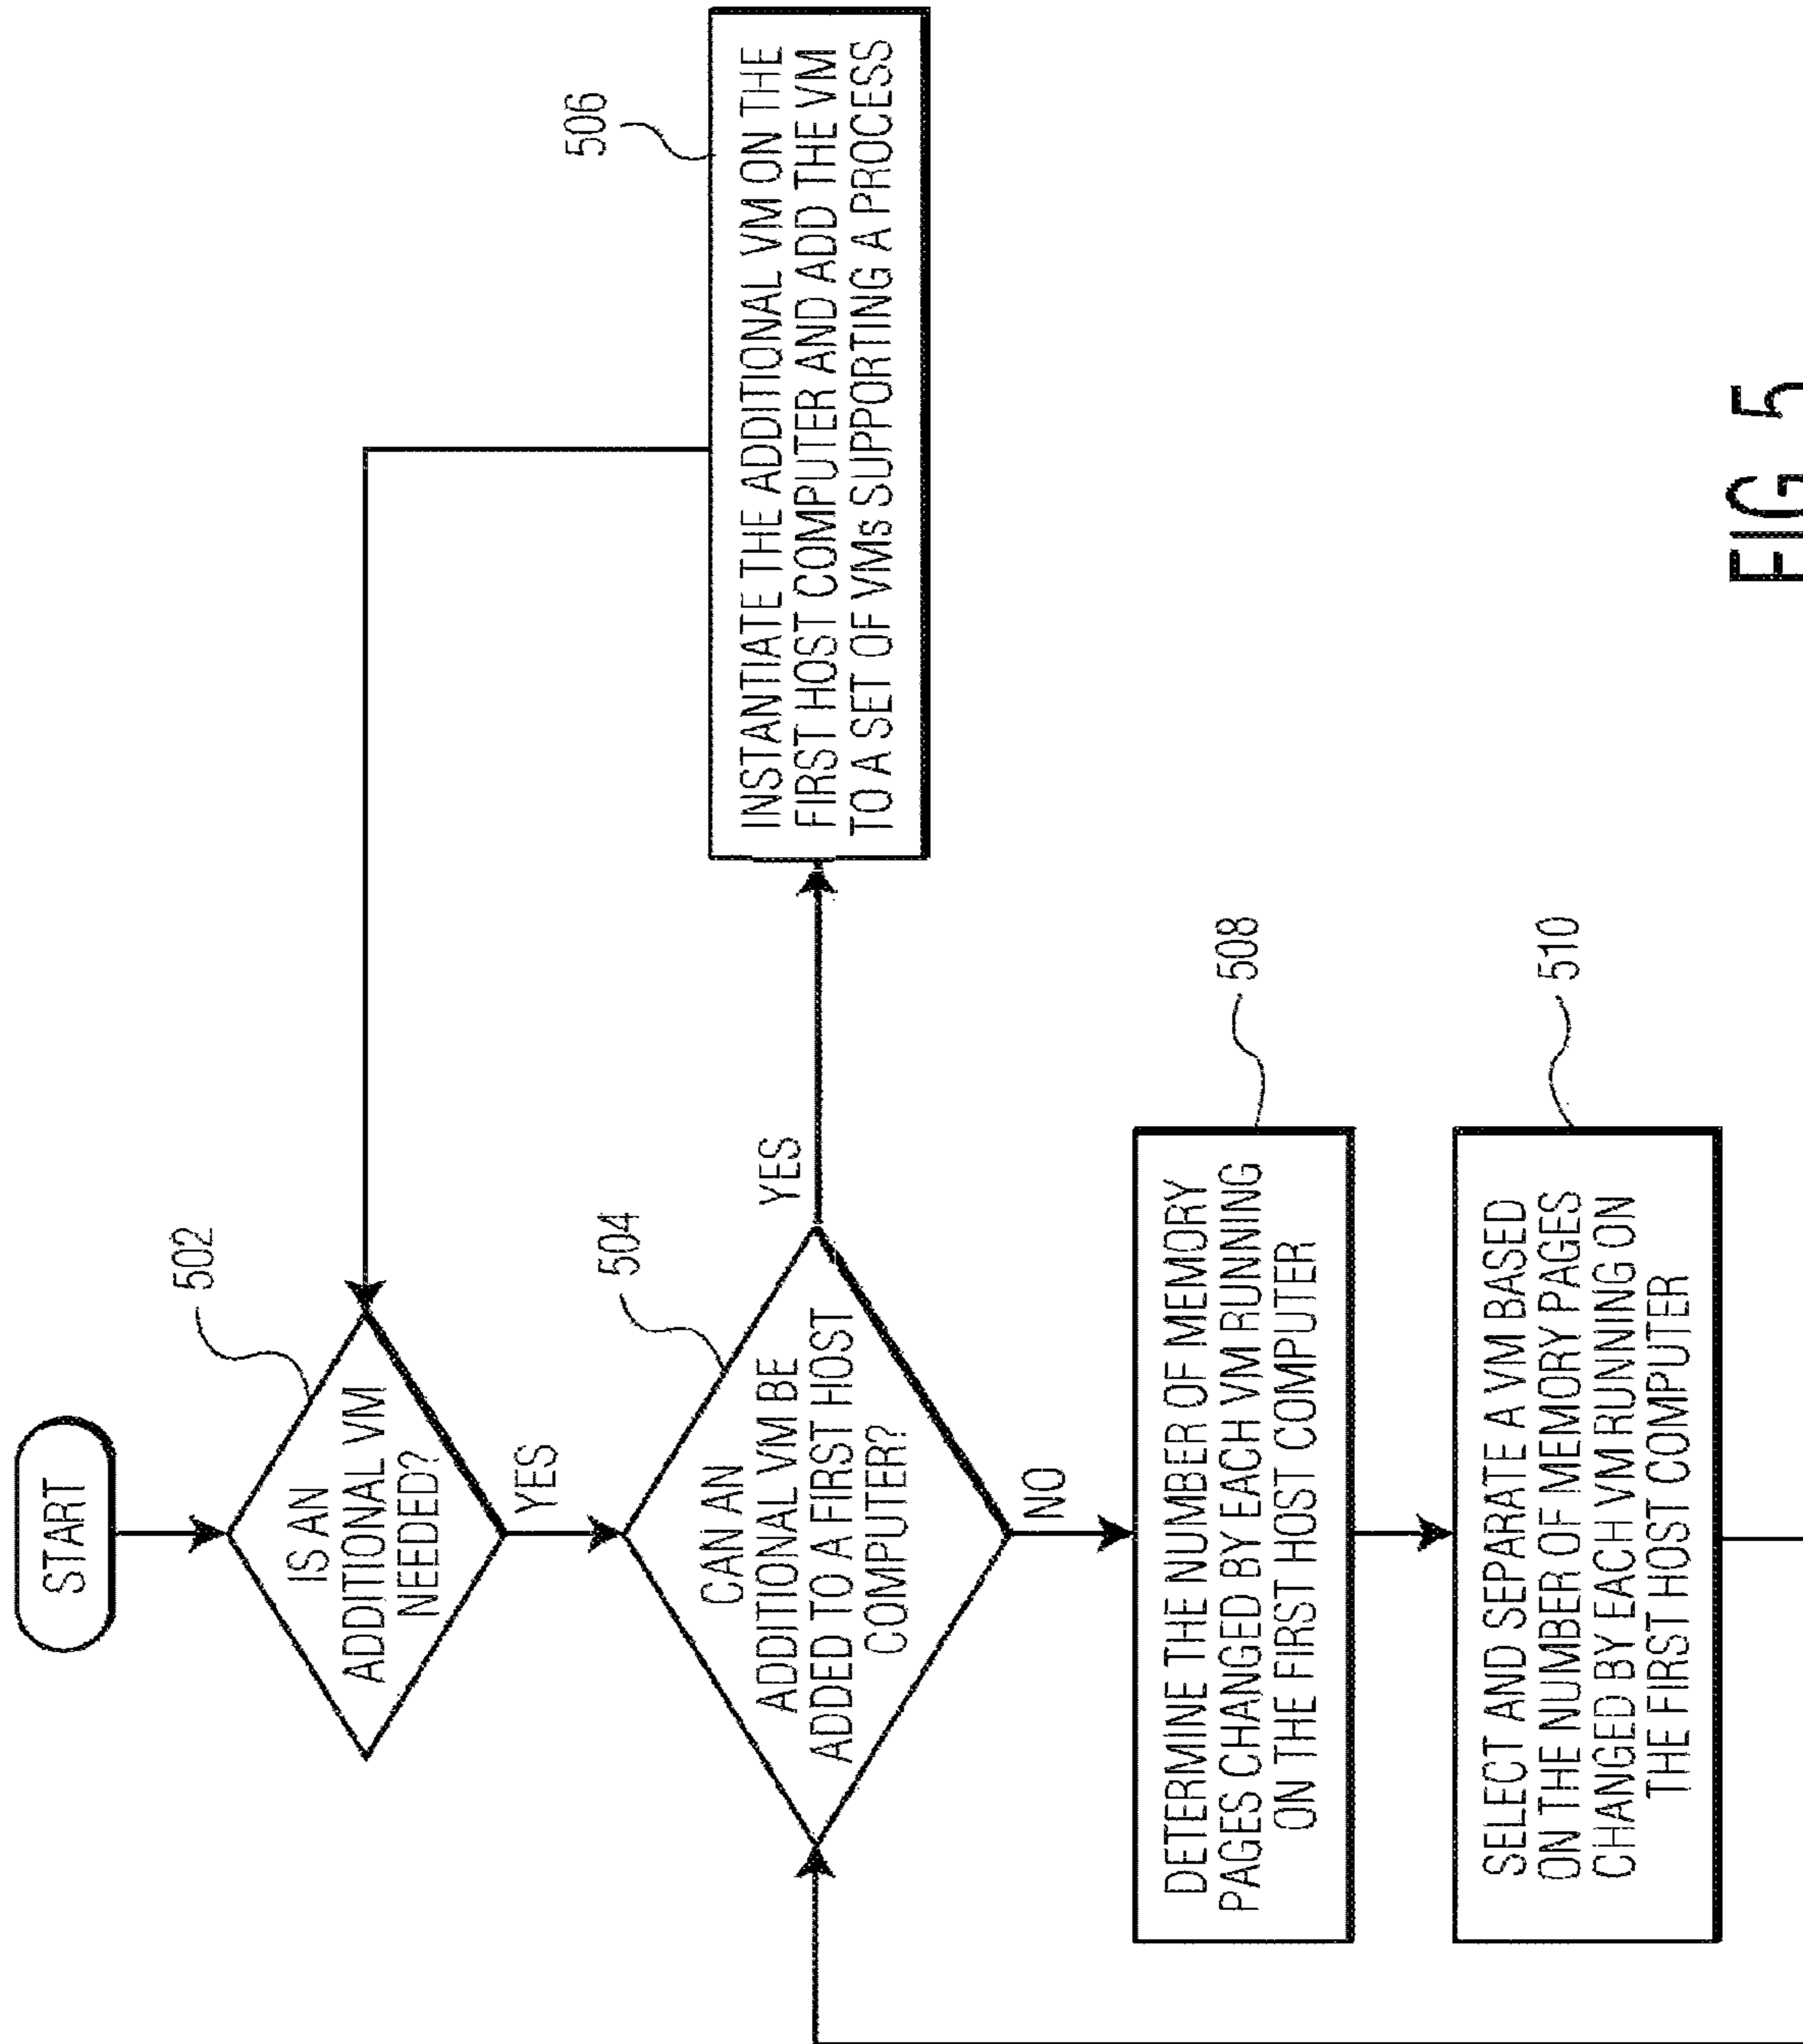 START
502
IS AN
ADDITIONAL VM
NEEDED?
YES
504
CAN AN
ADDITIONAL VM BE
ADDED TO A FIRST HOST
COMPUTER?
YES
506
INSTANTIATE THE ADDITIONAL VM ON THE
FIRST HOST COMPUTER AND ADD THE VM
TO A SET OF VMs SUPPORTING A PROCESS
NO
508
DETERMINE THE NUMBER OF MEMORY
PAGES CHANGED BY EACH VM RUNNING
ON THE FIRST HOST COMPUTER
510
SELECT AND SEPARATE A VM BASED
ON THE NUMBER OF MEMORY PAGES
CHANGED BY EACH VM RUNNING ON
THE FIRST HOST COMPUTER
FIG. 5